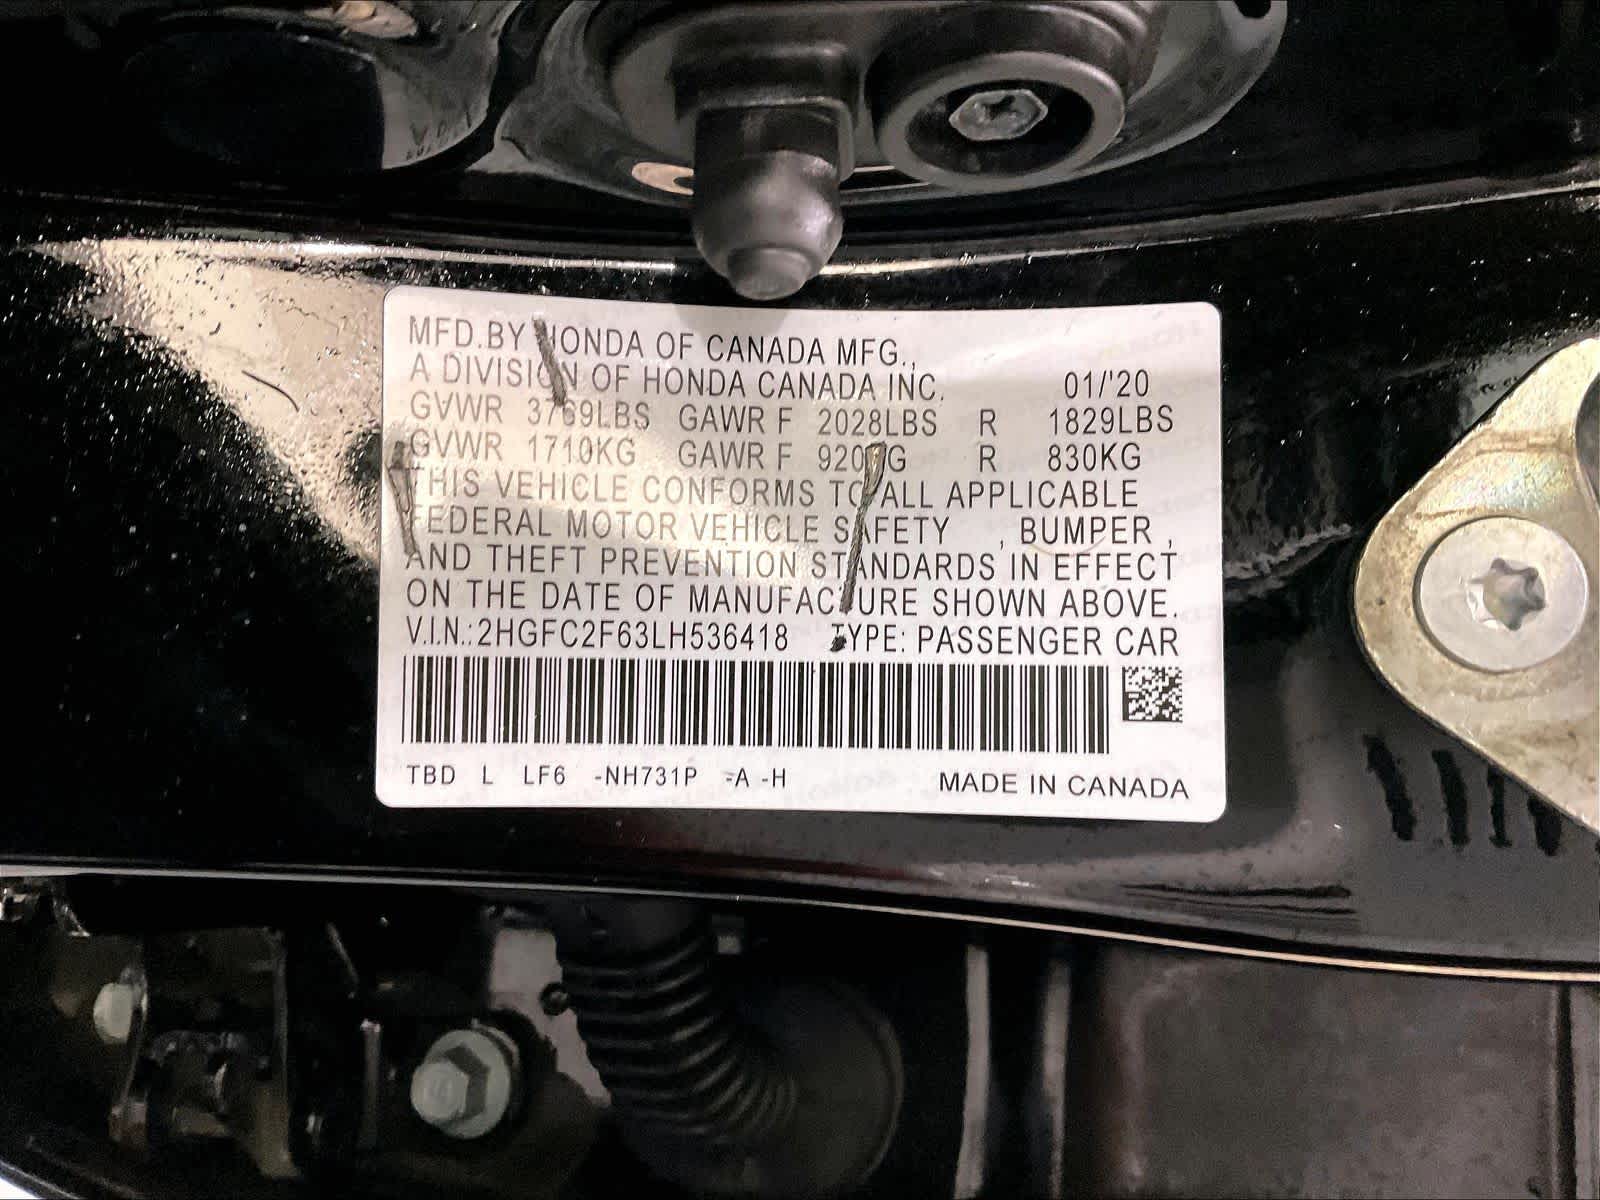 MFD.BY HONDA OF CANADA MFG.,
A DIVISION OF HONDA CANADA INC. 01/'20
GVWR 3769LBS GAWR F 2028LBS R 1829LBS
GVWR 1710KG GAWR F 920KG R 830KG
THIS VEHICLE CONFORMS TO ALL APPLICABLE
FEDERAL MOTOR VEHICLE SAFETY , BUMPER ,
AND THEFT PREVENTION STANDARDS IN EFFECT
ON THE DATE OF MANUFACTURE SHOWN ABOVE.
V.I.N.: 2HGFC2F63LH536418 TYPE: PASSENGER CAR
TBD L LF6 -NH731P -A -H MADE IN CANADA